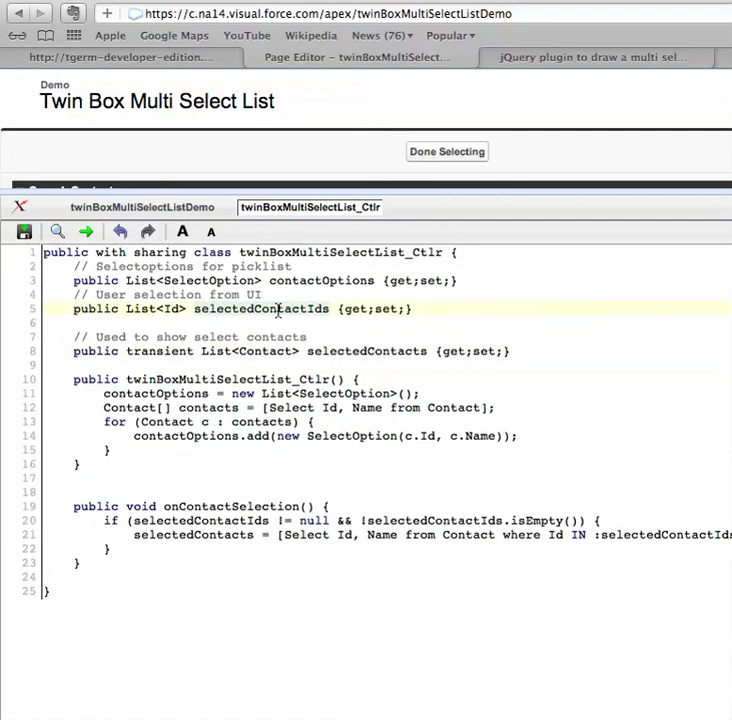 https://c.na14.visual.force.com/apex/twinBoxMultiSelectListDemo
Apple Google Maps YouTube Wikipedia News (76)▾ Popular▾
http://tgerm-developer-edition.... Page Editor - twinBoxMultiSelect... jQuery plugin to draw a multi sel...
Demo
Twin Box Multi Select List
Done Selecting
twinBoxMultiSelectListDemo twinBoxMultiSelectList_Ctlr
A A
1 public with sharing class twinBoxMultiSelectList_Ctlr {
2 // Selectoptions for picklist
3 public List<SelectOption> contactOptions {get;set;}
4 // User selection from UI
5 public List<Id> selectedContactIds {get;set;}
6
7 // Used to show select contacts
8 public transient List<Contact> selectedContacts {get;set;}
9
10 public twinBoxMultiSelectList_Ctlr() {
11 contactOptions = new List<SelectOption>();
12 Contact[] contacts = [Select Id, Name from Contact];
13 for (Contact c : contacts) {
14 contactOptions.add(new SelectOption(c.Id, c.Name));
15 }
16 }
17
18
19 public void onContactSelection() {
20 if (selectedContactIds != null && !selectedContactIds.isEmpty()) {
21 selectedContacts = [Select Id, Name from Contact where Id IN :selectedContactIds
22 }
23 }
24
25 }